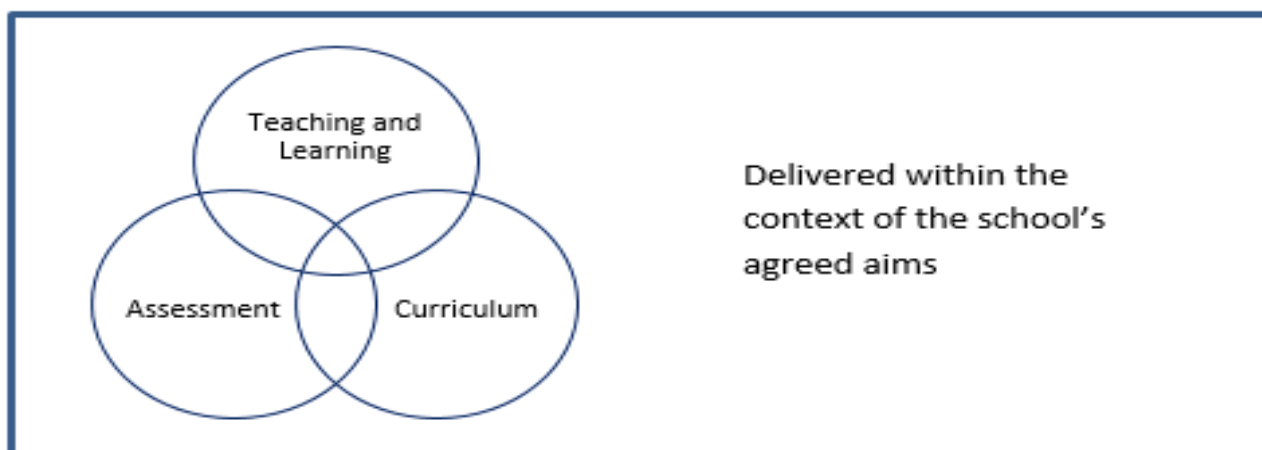 Teaching and
Learning
Assessment
Curriculum
Delivered within the
context of the school’s
agreed aims